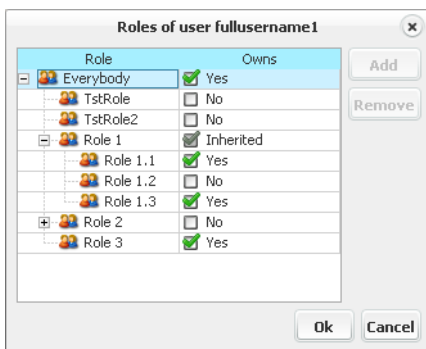 Roles of user fullusername1
Role Owns
Everybody Yes
TstRole No
TstRole2 No
Role 1 Inherited
Role 1.1 Yes
Role 1.2 No
Role 1.3 Yes
Role 2 No
Role 3 Yes
Add
Remove
Ok Cancel